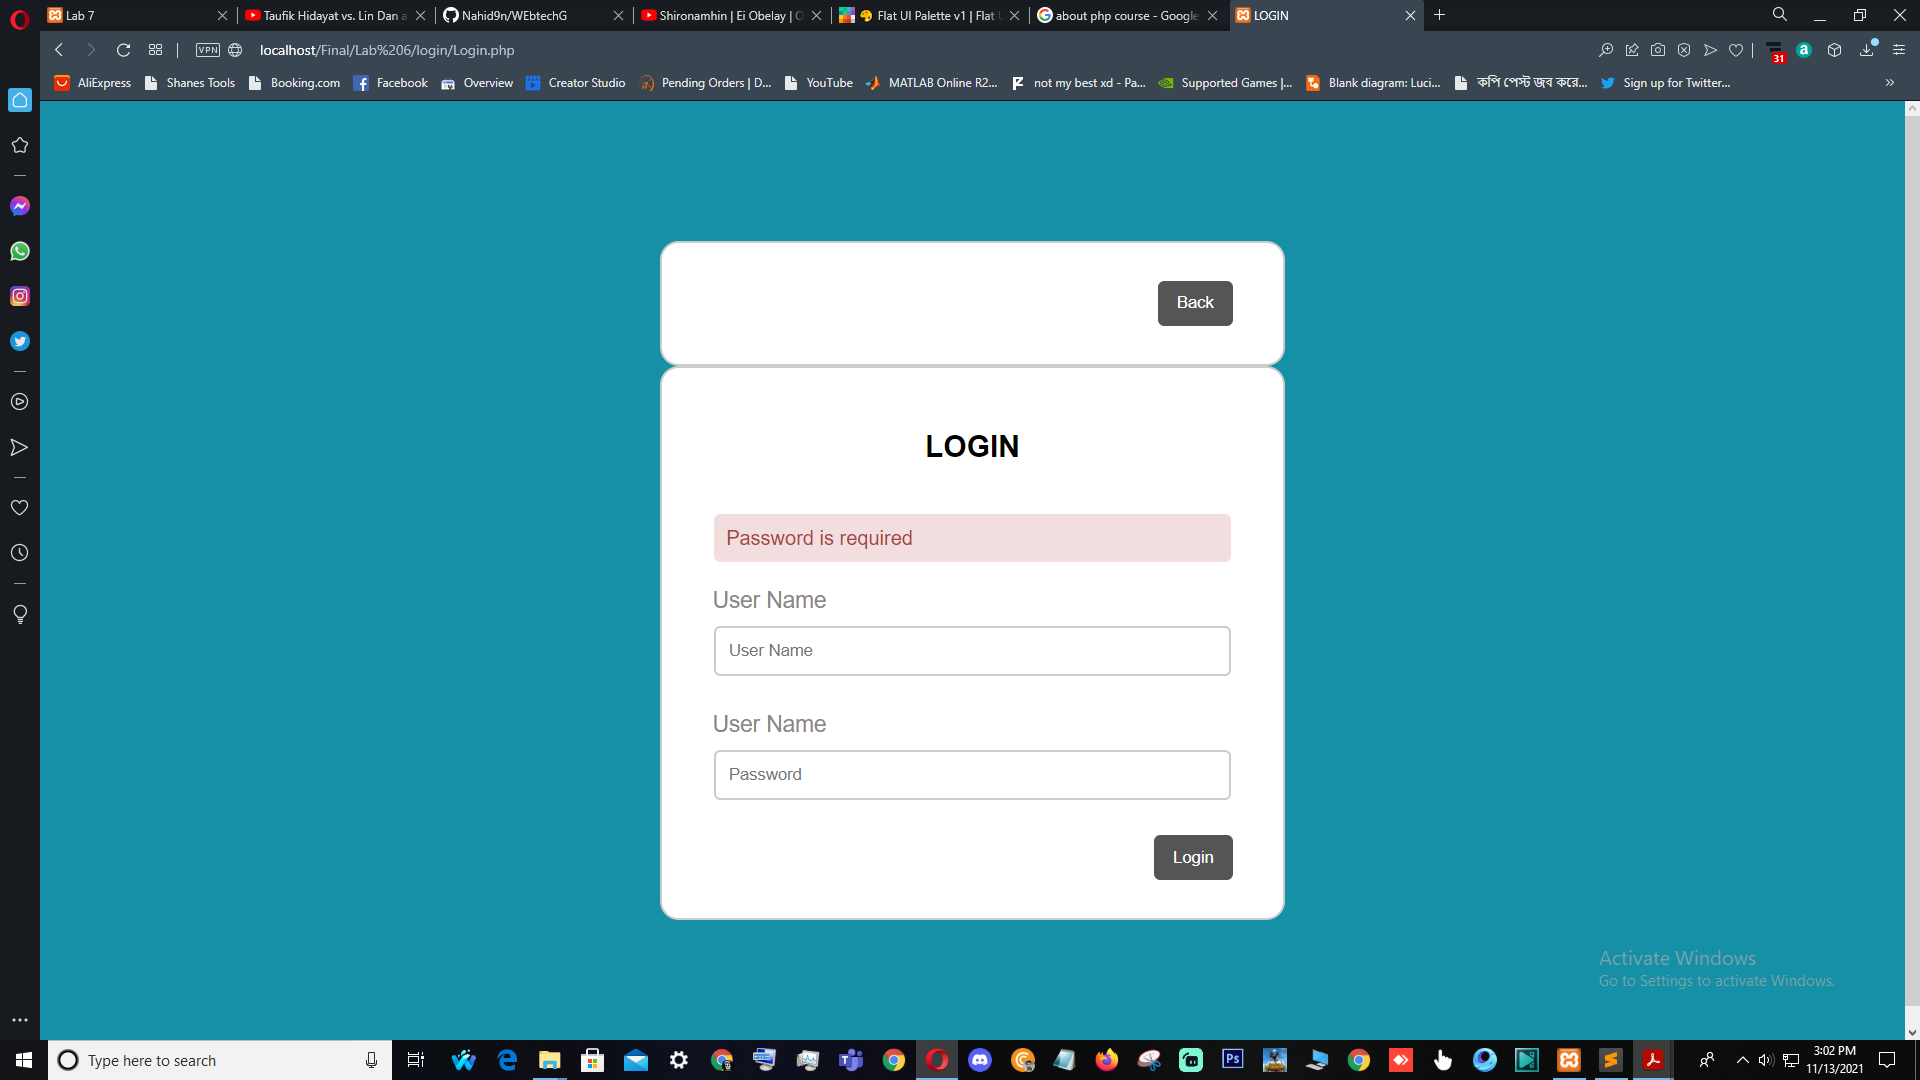 Lab 7
Taufik Hidayat vs. Lin Dan a
Nahid9n/WEbtechG
Shironamhin | Ei Obelay | O
Flat UI Palette v1 | Flat U
about php course - Google
LOGIN
VPN
localhost/Final/Lab%206/login/Login.php
31
a
AliExpress
Shanes Tools
Booking.com
Facebook
Overview
Creator Studio
Pending Orders | D...
YouTube
MATLAB Online R2...
not my best xd - Pa...
Supported Games |...
Blank diagram: Luci...
কপি পেস্ট জব করে...
Sign up for Twitter...
Back
LOGIN
Password is required
User Name
User Name
User Name
Password
Login
Activate Windows
Go to Settings to activate Windows.
Type here to search
Ps
3:02 PM
11/13/2021